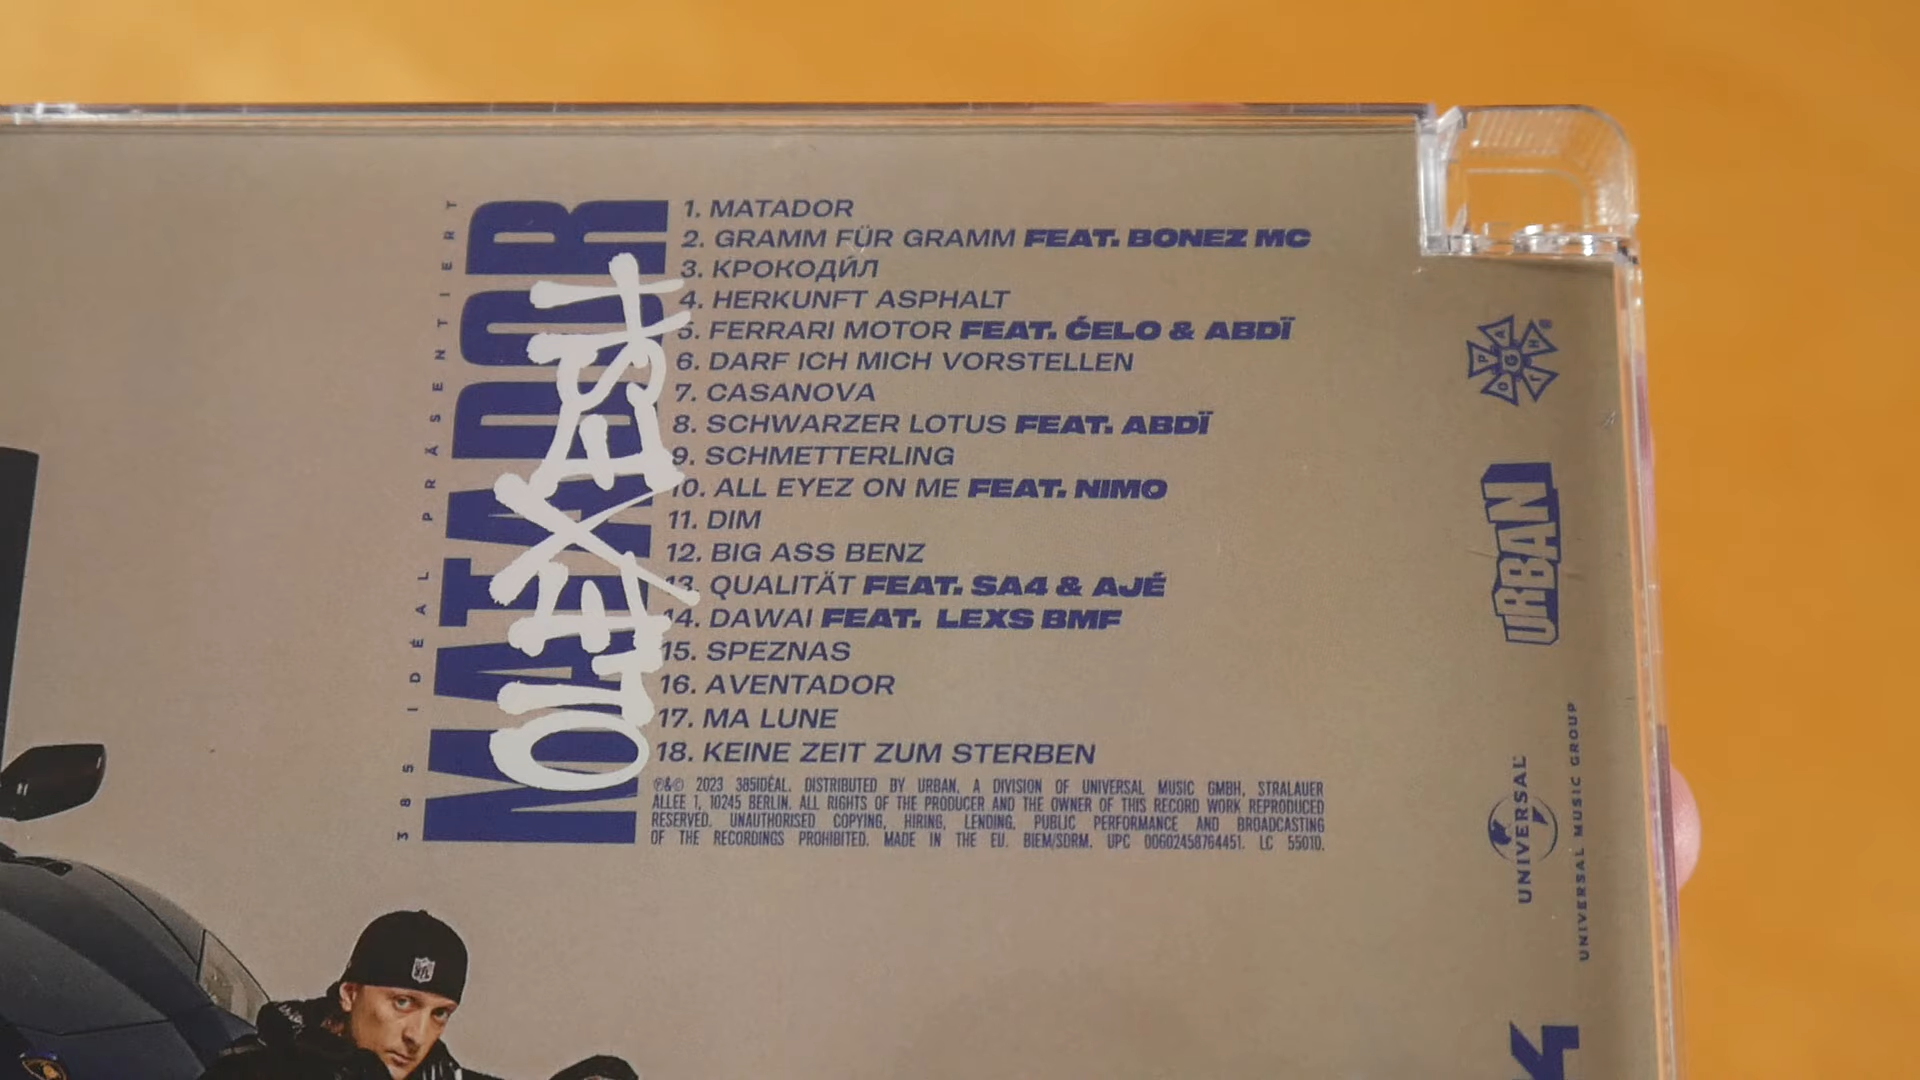 385 IDÉAL PRÄSENTIERT
MATADOR
OLEXESH
1. MATADOR
2. GRAMM FÜR GRAMM FEAT. BONEZ MC
3. КРОКОДИ́Л
4. HERKUNFT ASPHALT
5. FERRARI MOTOR FEAT. ĆELO & ABDÏ
6. DARF ICH MICH VORSTELLEN
7. CASANOVA
8. SCHWARZER LOTUS FEAT. ABDÏ
9. SCHMETTERLING
10. ALL EYEZ ON ME FEAT. NIMO
11. DIM
12. BIG ASS BENZ
13. QUALITÄT FEAT. SA4 & AJÉ
14. DAWAI FEAT. LEXS BMF
15. SPEZNAS
16. AVENTADOR
17. MA LUNE
18. KEINE ZEIT ZUM STERBEN
℗&© 2023 385IDÉAL. DISTRIBUTED BY URBAN, A DIVISION OF UNIVERSAL MUSIC GMBH, STRALAUER
ALLEE 1, 10245 BERLIN. ALL RIGHTS OF THE PRODUCER AND THE OWNER OF THIS RECORD WORK REPRODUCED
RESERVED. UNAUTHORISED COPYING, HIRING, LENDING, PUBLIC PERFORMANCE AND BROADCASTING
OF THE RECORDINGS PROHIBITED. MADE IN THE EU. BIEM/SDRM. UPC 00602458764451. LC 55010.
URBAN
UNIVERSAL
UNIVERSAL MUSIC GROUP
NFL